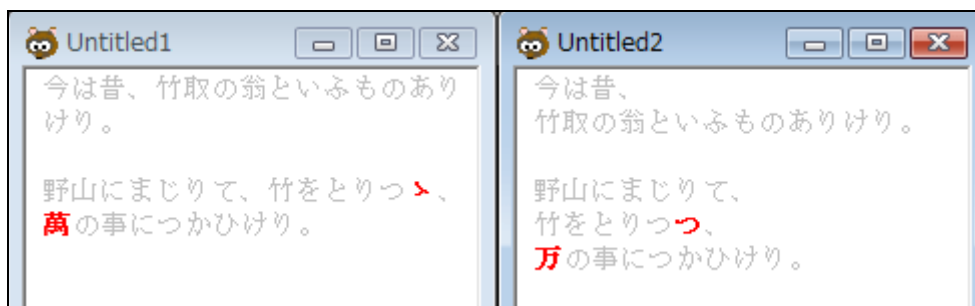 Untitled1
今は昔、竹取の翁といふものあり
けり。
野山にまじりて、竹をとりつゝ、
萬の事につかひけり。
Untitled2
今は昔、
竹取の翁といふものありけり。
野山にまじりて、
竹をとりつつ、
万の事につかひけり。